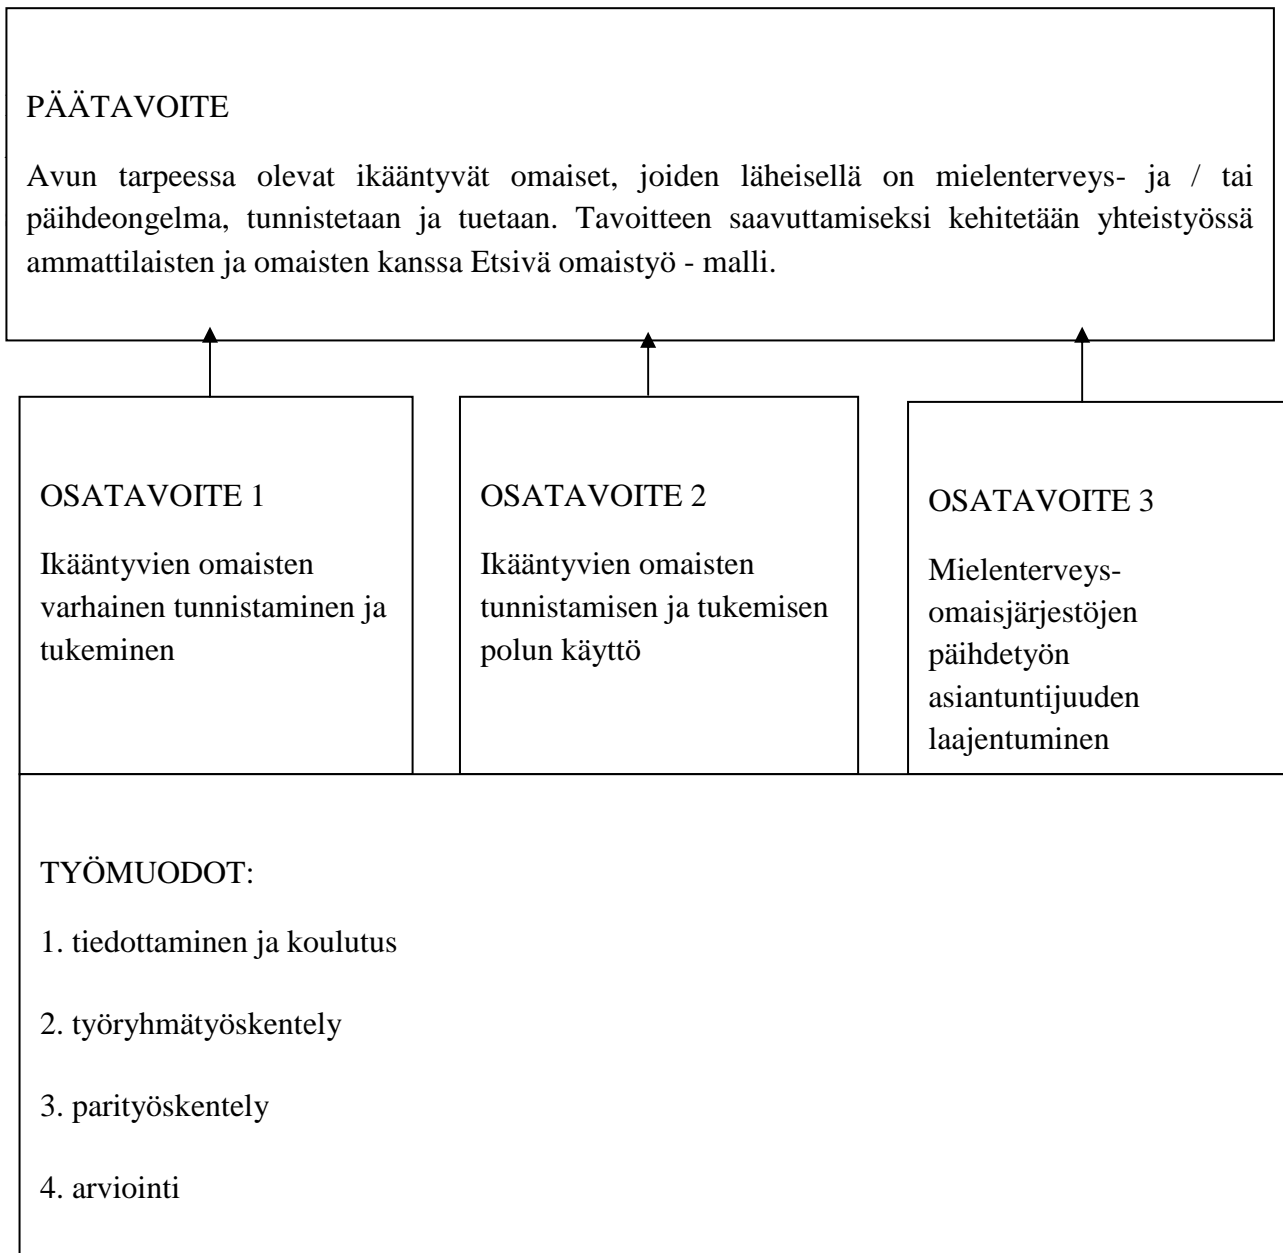 PÄÄTAVOITE
Avun tarpeessa olevat ikääntyvät omaiset, joiden läheisellä on mielenterveys- ja / tai
päihdeongelma, tunnistetaan ja tuetaan. Tavoitteen saavuttamiseksi kehitetään yhteistyössä
ammattilaisten ja omaisten kanssa Etsivä omaistyö - malli.
OSATAVOITE 1
Ikääntyvien omaisten
varhainen tunnistaminen ja
tukeminen
OSATAVOITE 2
Ikääntyvien omaisten
tunnistamisen ja tukemisen
polun käyttö
OSATAVOITE 3
Mielenterveys-
omaisjärjestöjen
päihdetyön
asiantuntijuuden
laajentuminen
TYÖMUODOT:
1. tiedottaminen ja koulutus
2. työryhmätyöskentely
3. parityöskentely
4. arviointi